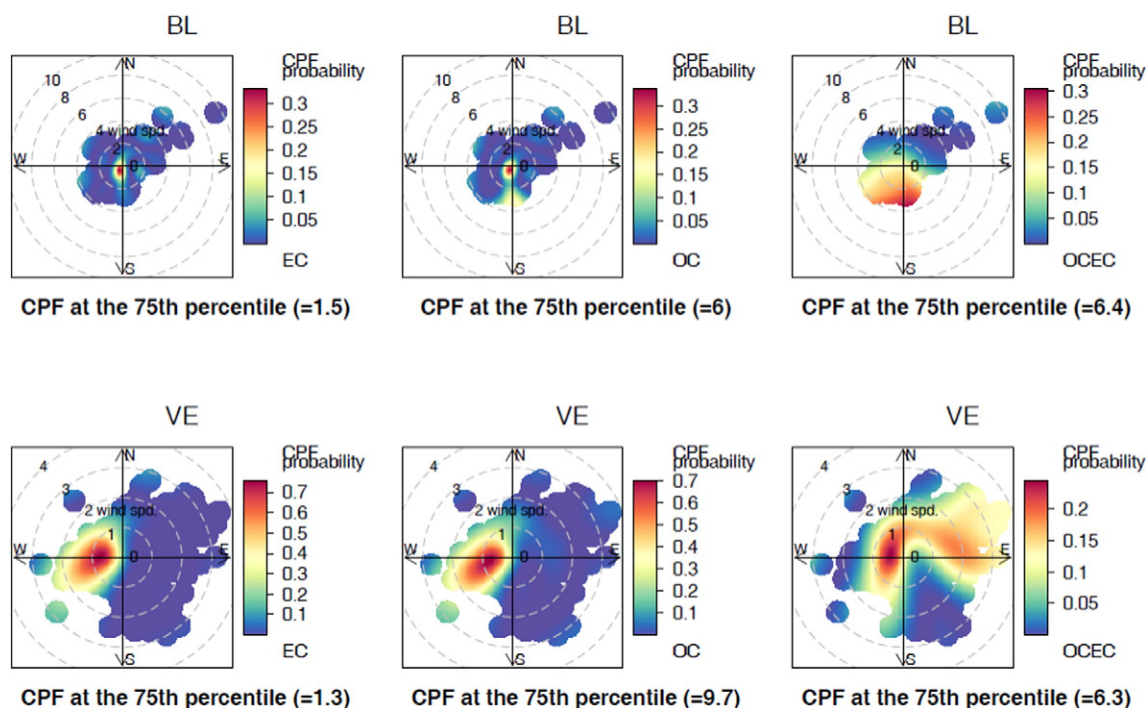 BL
CPF
probability
N
10
8
6
4 wind spd.
2
0
W
E
S
0.3
0.25
0.2
0.15
0.1
0.05
EC
CPF at the 75th percentile (=1.5)
BL
CPF
probability
N
10
8
6
4 wind spd.
2
0
W
E
S
0.3
0.25
0.2
0.15
0.1
0.05
OC
CPF at the 75th percentile (=6)
BL
CPF
probability
N
10
8
6
4 wind spd.
2
0
W
E
S
0.3
0.25
0.2
0.15
0.1
0.05
OCEC
CPF at the 75th percentile (=6.4)
VE
CPF
probability
N
4
3
2 wind spd.
1
0
W
E
S
0.7
0.6
0.5
0.4
0.3
0.2
0.1
EC
CPF at the 75th percentile (=1.3)
VE
CPF
probability
N
4
3
2 wind spd.
1
0
W
E
S
0.7
0.6
0.5
0.4
0.3
0.2
0.1
OC
CPF at the 75th percentile (=9.7)
VE
CPF
probability
N
4
3
2 wind spd.
1
0
W
E
S
0.2
0.15
0.1
0.05
OCEC
CPF at the 75th percentile (=6.3)